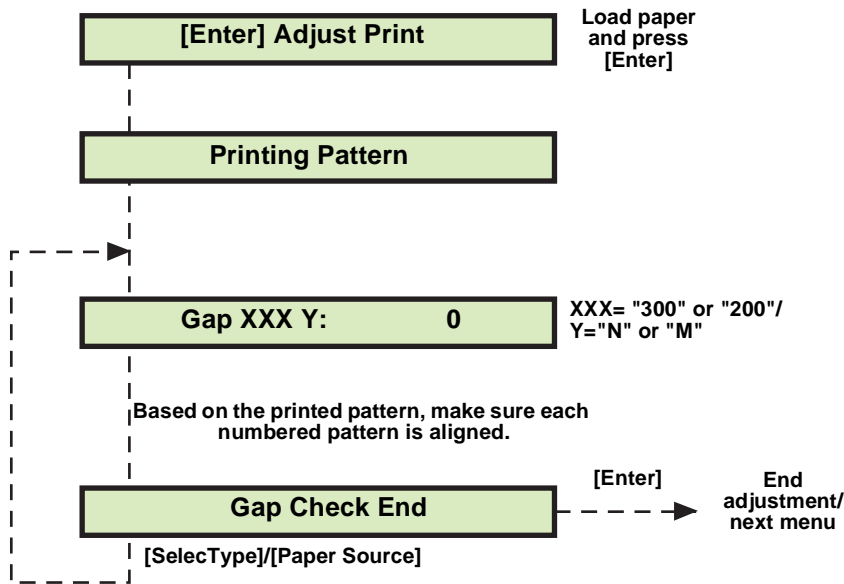 [Enter] Adjust Print
Load paper
and press
[Enter]
Printing Pattern
Gap XXX Y: 0
XXX= "300" or "200"/
Y="N" or "M"
Based on the printed pattern, make sure each
numbered pattern is aligned.
Gap Check End
[Enter]
End
adjustment/
next menu
[SelecType]/[Paper Source]